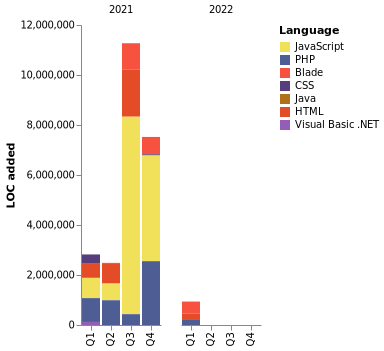 2021 2022
Language
JavaScript
PHP
Blade
CSS
Java
HTML
Visual Basic .NET
LOC added
12,000,000
10,000,000
8,000,000
6,000,000
4,000,000
2,000,000
0
Q1 Q2 Q3 Q4 Q1 Q2 Q3 Q4